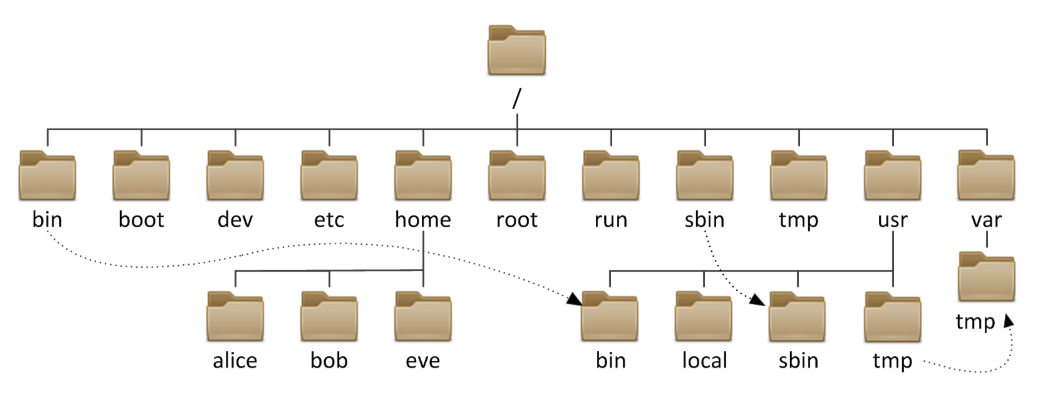 /
bin boot dev etc home root run sbin tmp usr var
tmp
alice bob eve bin local sbin tmp